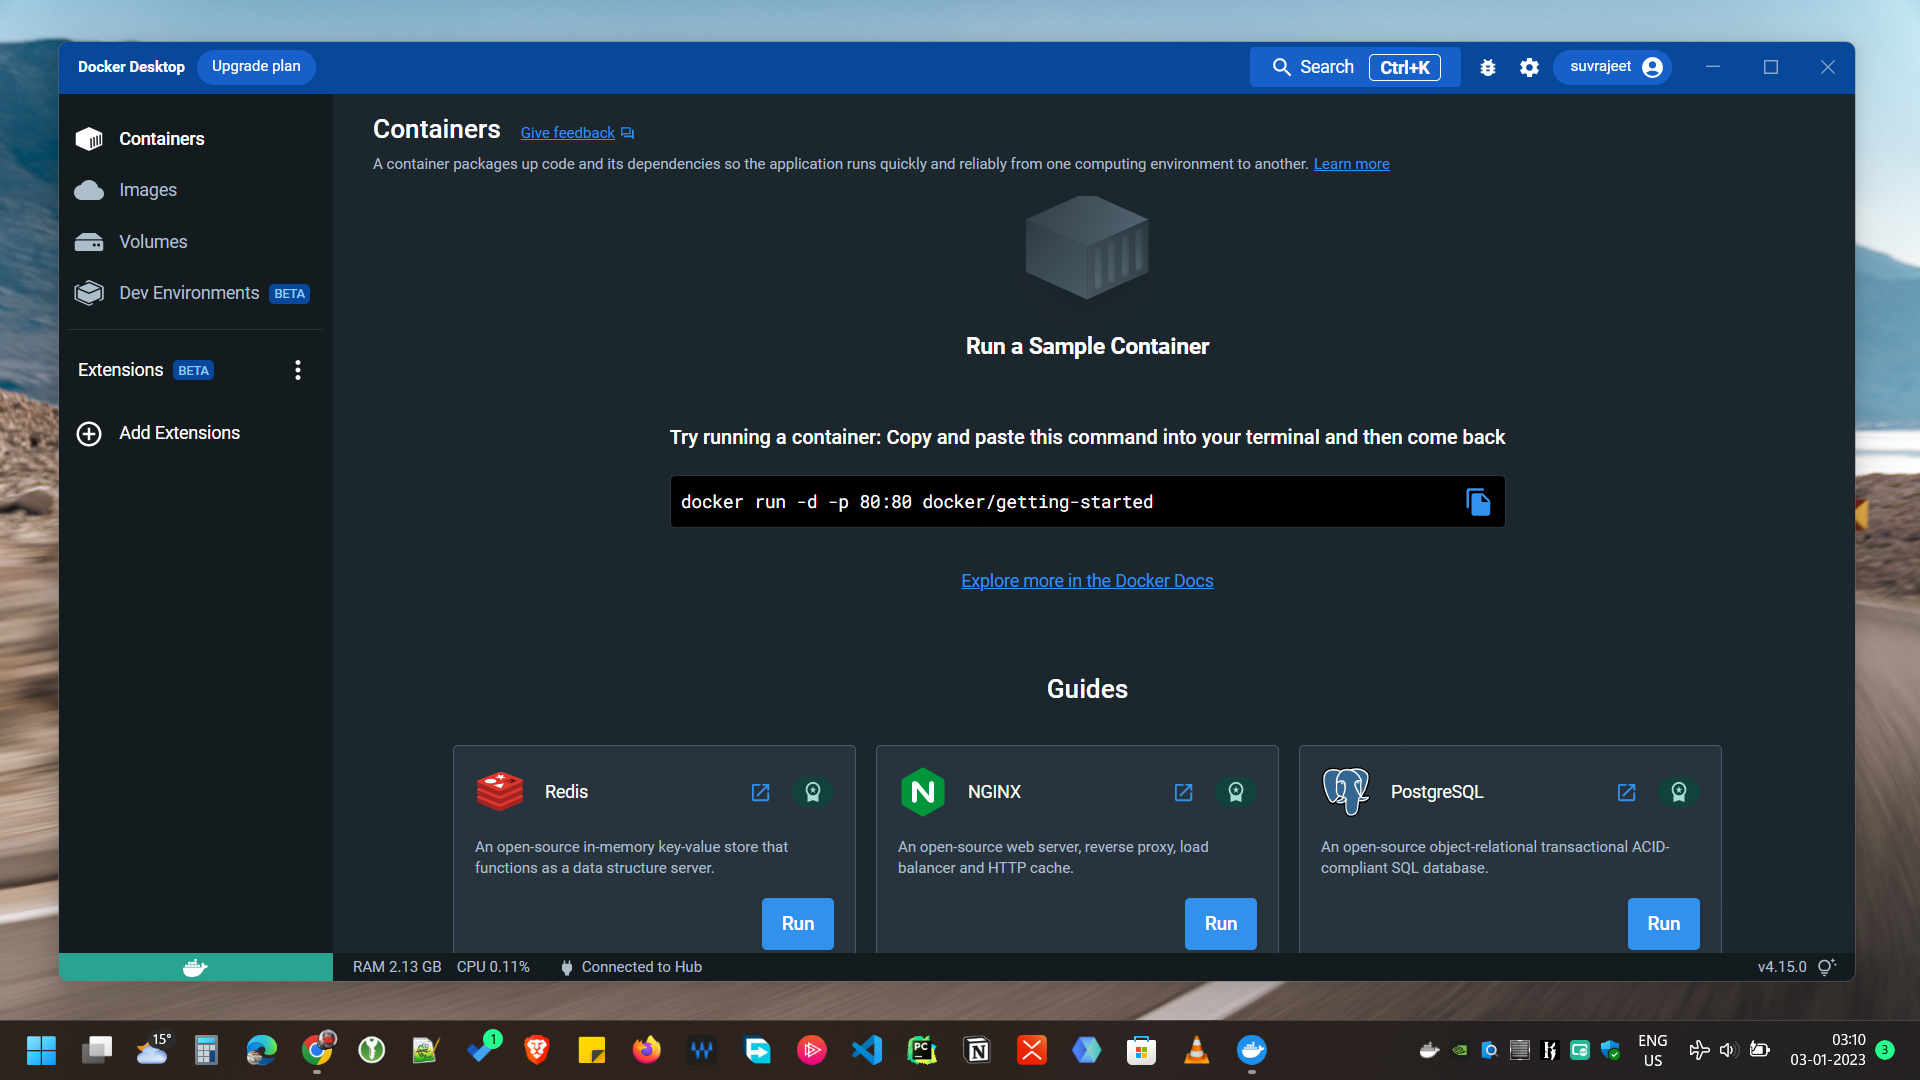 Docker Desktop
Upgrade plan
Search
Ctrl+K
suvrajeet
Containers
Images
Volumes
Dev Environments
BETA
Extensions
BETA
Add Extensions
Containers
Give feedback
A container packages up code and its dependencies so the application runs quickly and reliably from one computing environment to another. Learn more
Run a Sample Container
Try running a container: Copy and paste this command into your terminal and then come back
docker run -d -p 80:80 docker/getting-started
Explore more in the Docker Docs
Guides
Redis
An open-source in-memory key-value store that
functions as a data structure server.
Run
NGINX
An open-source web server, reverse proxy, load
balancer and HTTP cache.
Run
PostgreSQL
An open-source object-relational transactional ACID-
compliant SQL database.
Run
RAM 2.13 GB
CPU 0.11%
Connected to Hub
v4.15.0
15°
1
PC
ENG
US
03:10
03-01-2023
3